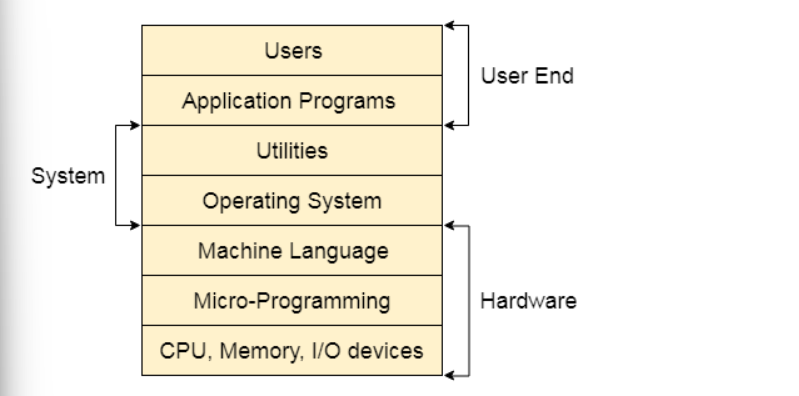 Users
User End
Application Programs
Utilities
System
Operating System
Machine Language
Micro-Programming
Hardware
CPU, Memory, I/O devices